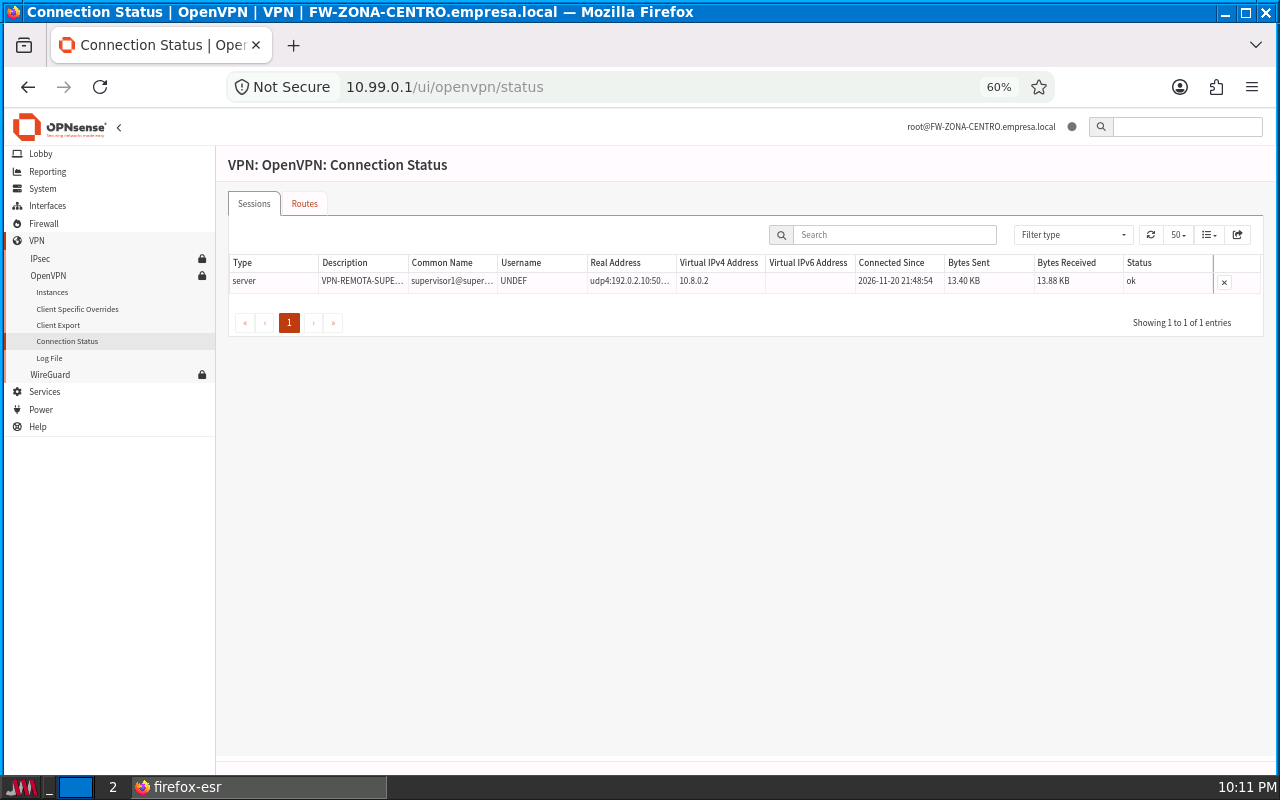 Connection Status | OpenVPN | VPN | FW-ZONA-CENTRO.empresa.local — Mozilla Firefox
Connection Status | Oper
Not Secure 10.99.0.1/ui/openvpn/status 60%
OPNsense
Securing networks made easy
root@FW-ZONA-CENTRO.empresa.local
Lobby
Reporting
System
Interfaces
Firewall
VPN
IPsec
OpenVPN
Instances
Client Specific Overrides
Client Export
Connection Status
Log File
WireGuard
Services
Power
Help
VPN: OpenVPN: Connection Status
Sessions Routes
Search Filter type 50
Type Description Common Name Username Real Address Virtual IPv4 Address Virtual IPv6 Address Connected Since Bytes Sent Bytes Received Status
server VPN-REMOTA-SUPE... supervisor1@super... UNDEF udp4:192.0.2.10:50... 10.8.0.2 2026-11-20 21:48:54 13.40 KB 13.88 KB ok
« ‹ 1 › » Showing 1 to 1 of 1 entries
2 firefox-esr 10:11 PM